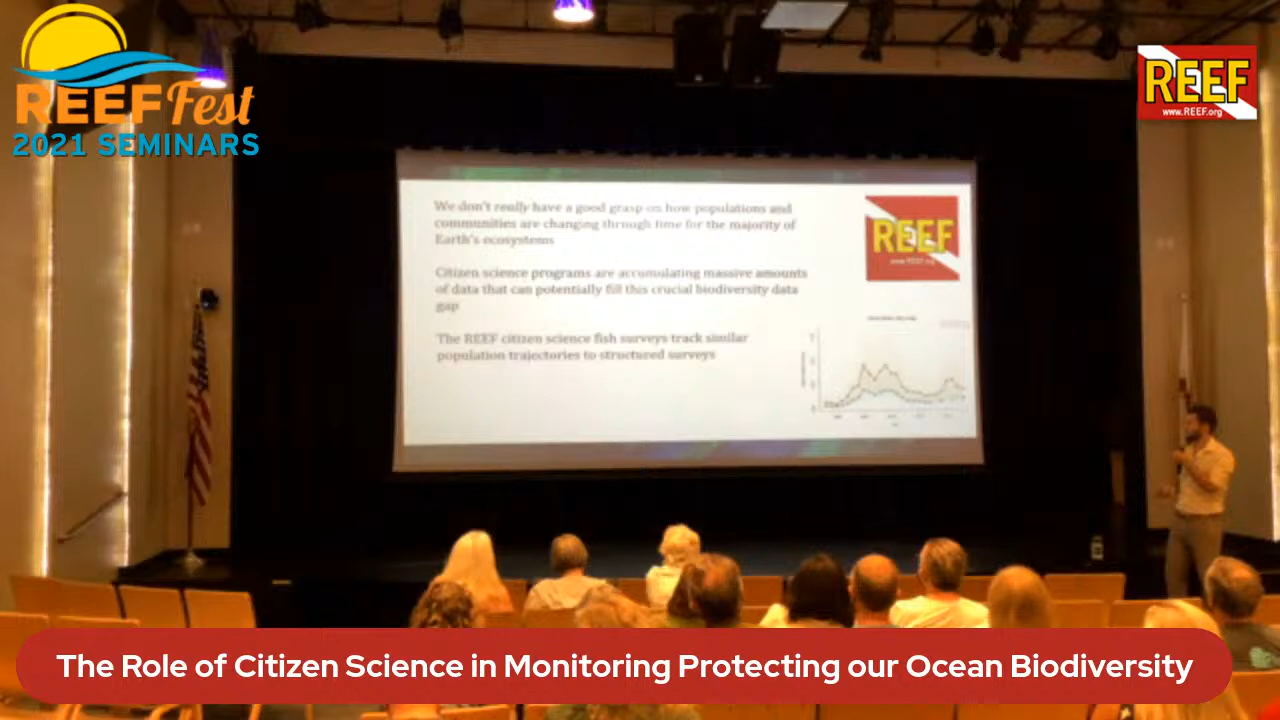 REEF Fest
2021 SEMINARS
REEF
www.REEF.org
We don't really have a good grasp on how populations and
communities are changing through time for the majority of
Earth's ecosystems
Citizen science programs are accumulating massive amounts
of data that can potentially fill this crucial biodiversity data
gap
The REEF citizen science fish surveys track similar
population trajectories to structured surveys
REEF
www.REEF.org
The Role of Citizen Science in Monitoring Protecting our Ocean Biodiversity